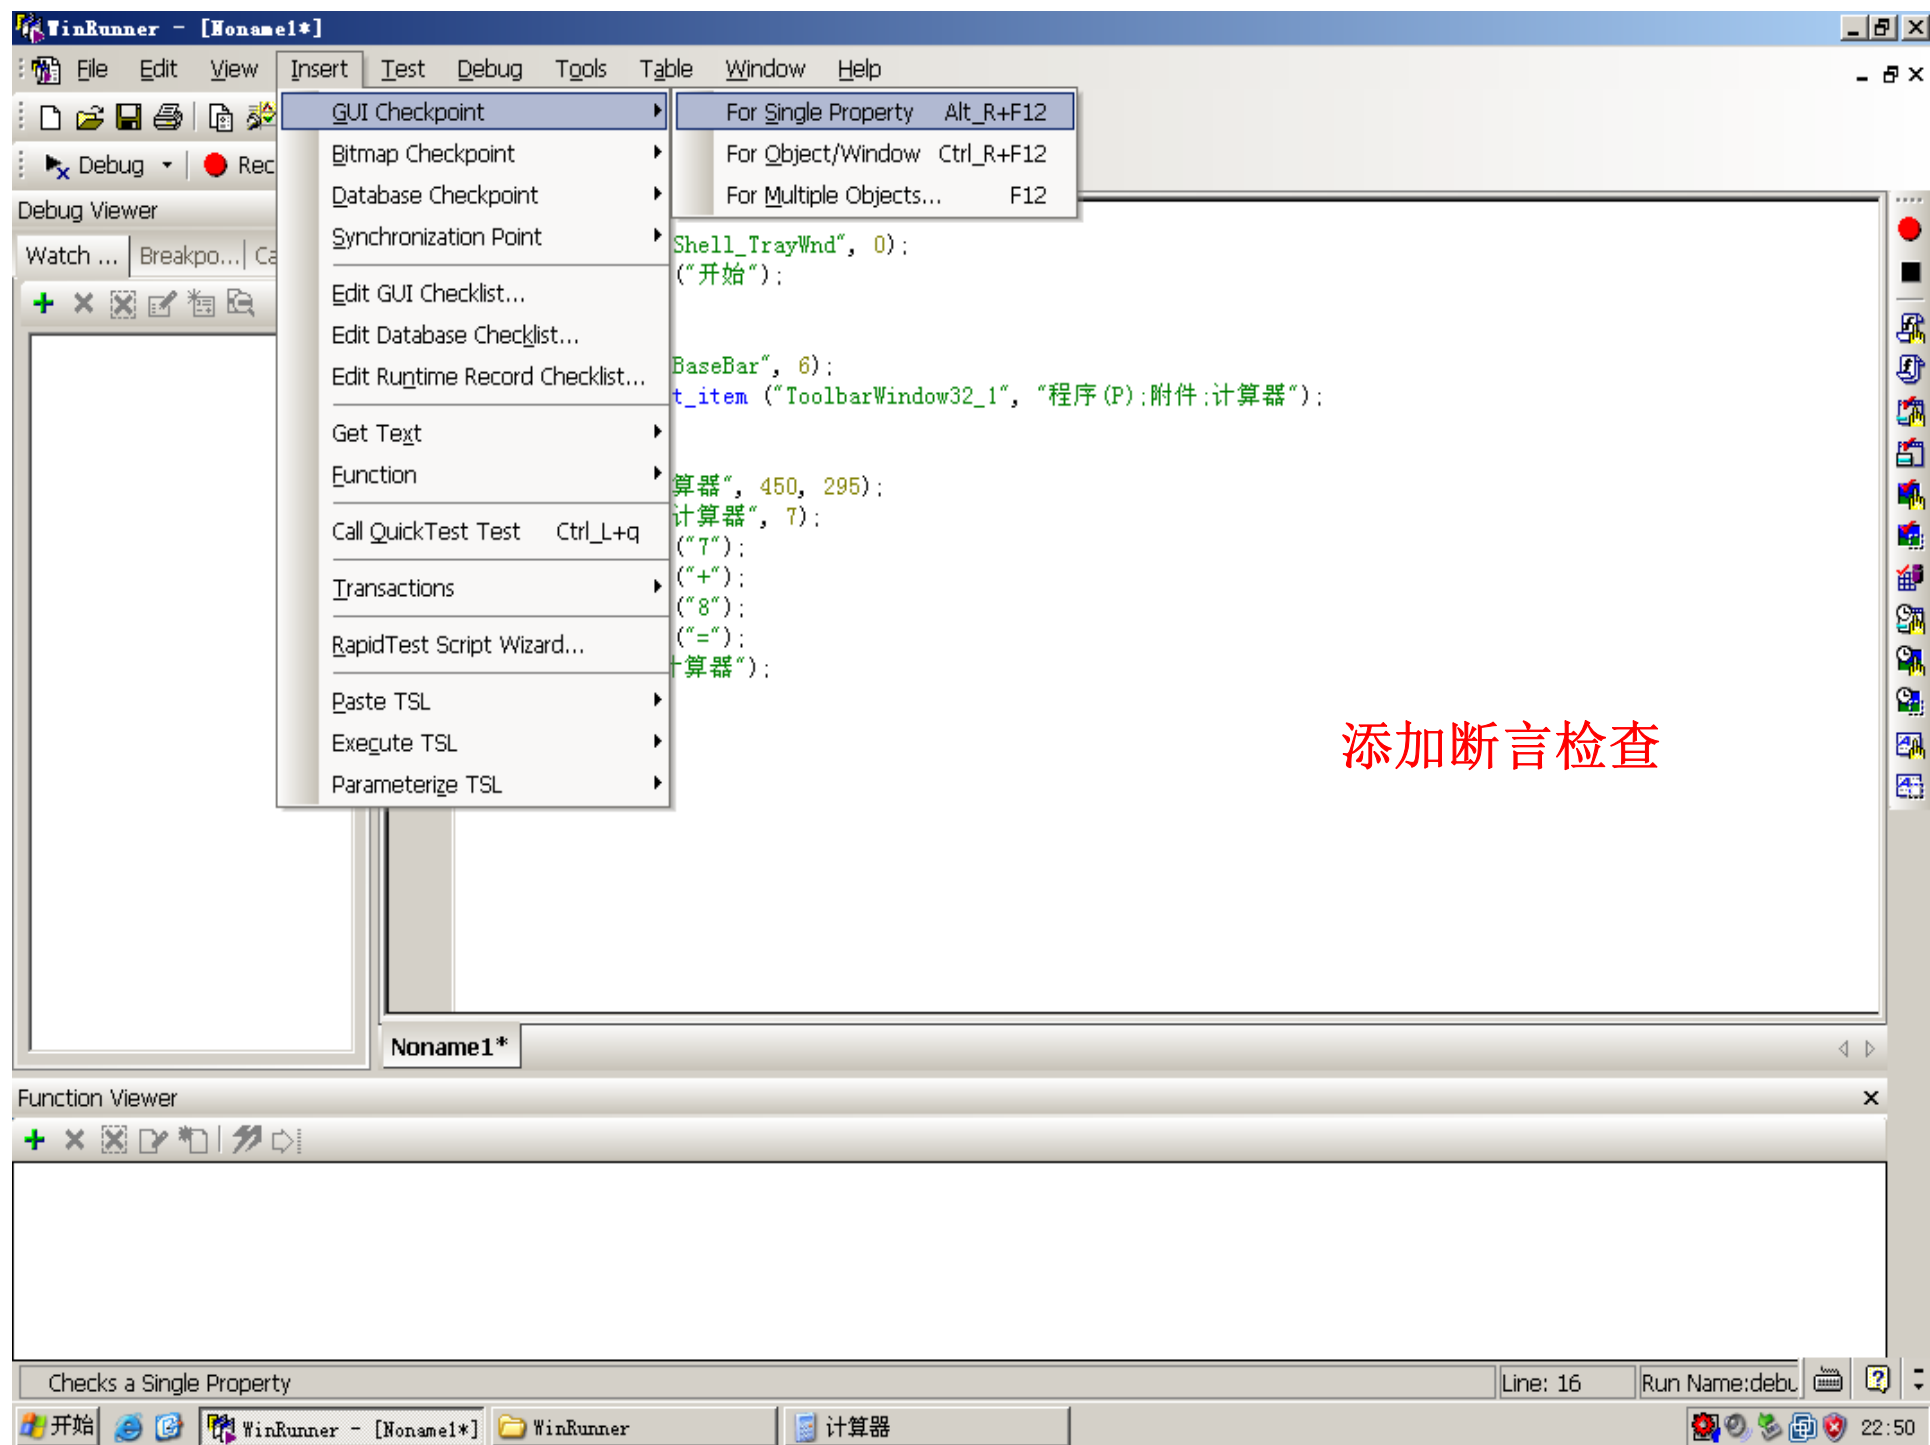 WinRunner - [Noname1*]
File Edit View Insert Test Debug Tools Table Window Help
Debug Rec
GUI Checkpoint
Bitmap Checkpoint
Database Checkpoint
Synchronization Point
Edit GUI Checklist...
Edit Database Checklist...
Edit Runtime Record Checklist...
Get Text
Function
Call QuickTest Test Ctrl_L+q
Transactions
RapidTest Script Wizard...
Paste TSL
Execute TSL
Parameterize TSL
For Single Property Alt_R+F12
For Object/Window Ctrl_R+F12
For Multiple Objects... F12
Debug Viewer
Watch ... Breakpo... Ca
Shell_TrayWnd", 0);
("开始");
BaseBar", 6);
t_item ("ToolbarWindow32_1", "程序(P);附件;计算器");
算器", 450, 295);
计算器", 7);
("7");
("+");
("8");
("=");
算器");
添加断言检查
Noname1*
Function Viewer
Checks a Single Property Line: 16 Run Name:debu
开始 WinRunner - [Noname1*] WinRunner 计算器 22:50